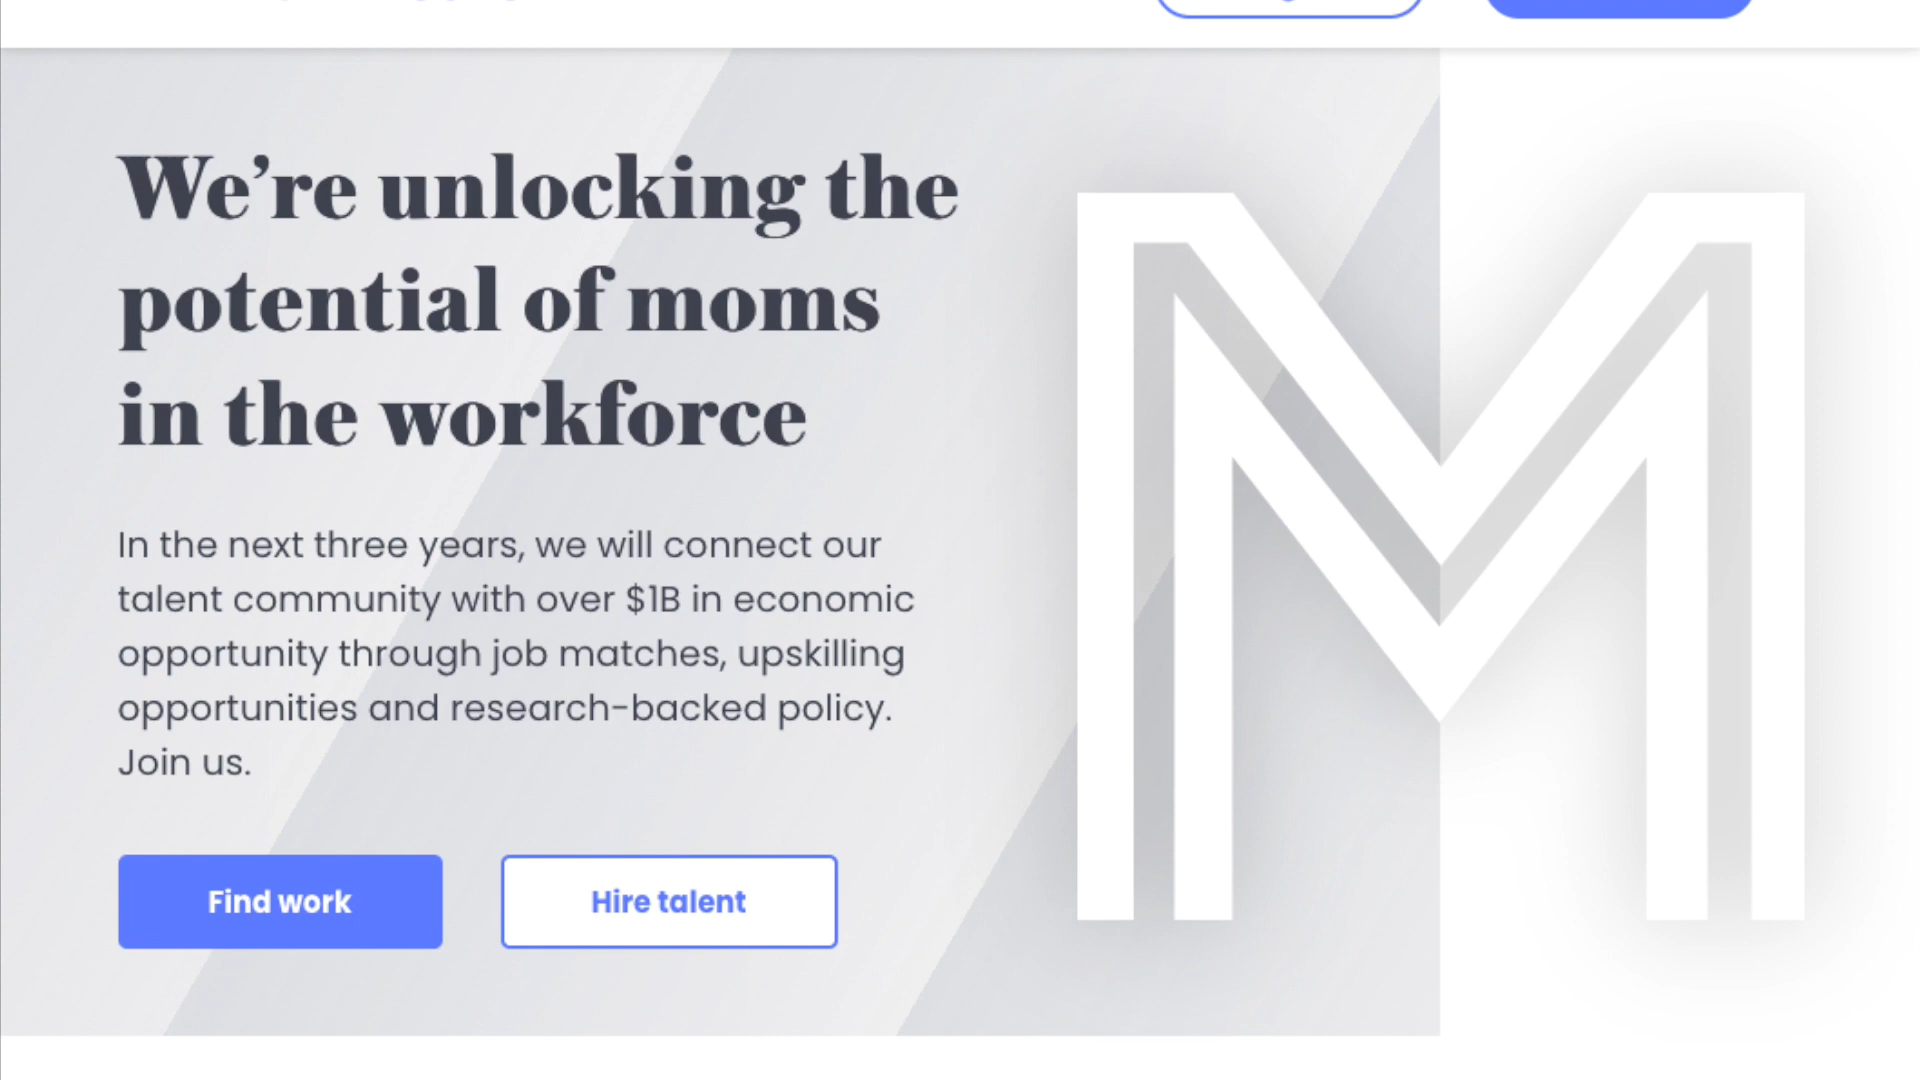 We’re unlocking the
potential of moms
in the workforce
M
In the next three years, we will connect our
talent community with over $1B in economic
opportunity through job matches, upskilling
opportunities and research-backed policy.
Join us.
Find work
Hire talent